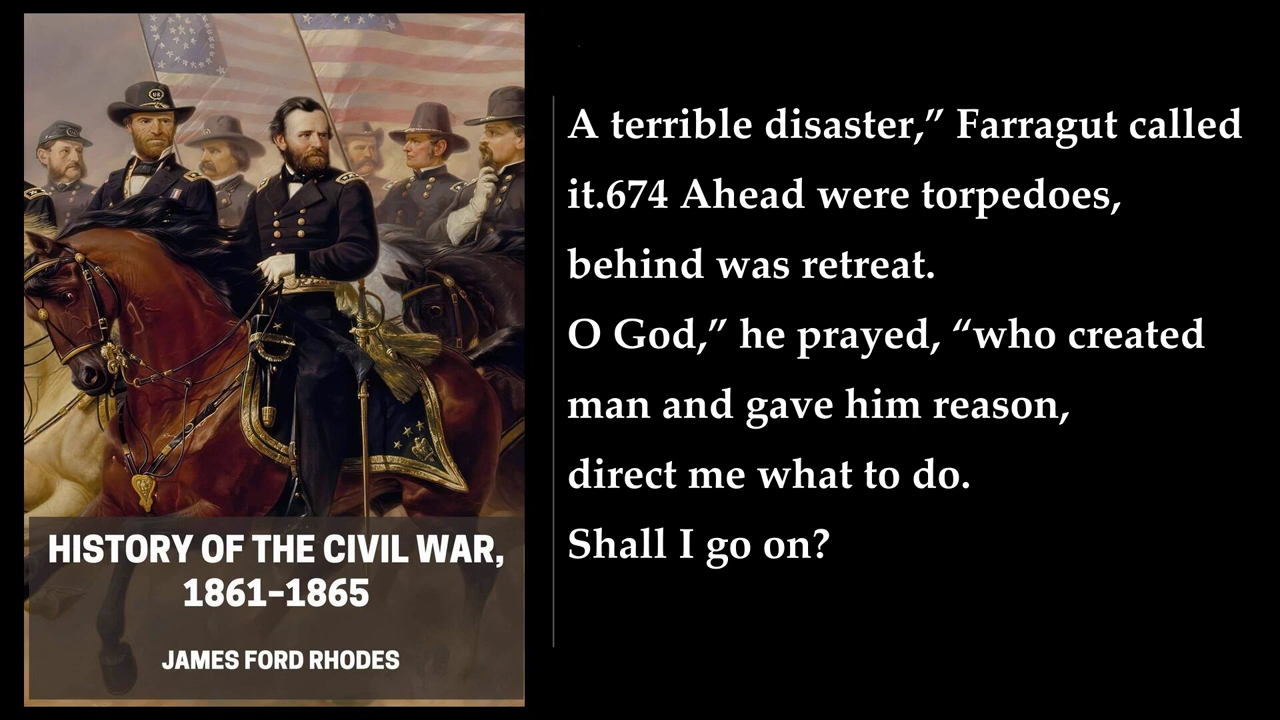 HISTORY OF THE CIVIL WAR,
1861–1865
JAMES FORD RHODES
A terrible disaster,” Farragut called
it.674 Ahead were torpedoes,
behind was retreat.
O God,” he prayed, “who created
man and gave him reason,
direct me what to do.
Shall I go on?